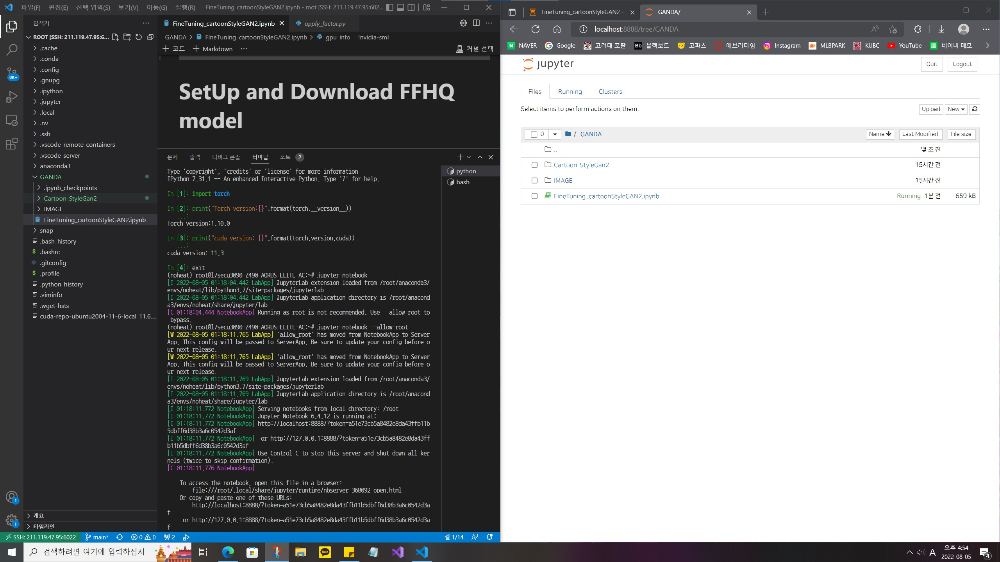 파일(F) 편집(E) 선택 영역(S) 보기(V) 이동(G) 실행(R) FineTuning_cartoonStyleGAN2.ipynb - root [SSH: 211.119.47.95:602...
탐색기
ROOT [SSH: 211.119.47.95:6...
.cache
.conda
.config
.gnupg
.ipython
.jupyter
.local
.nv
.ssh
.vscode-remote-containers
.vscode-server
anaconda3
GANDA
.ipynb_checkpoints
Cartoon-StyleGan2
IMAGE
FineTuning_cartoonStyleGAN2.ipynb
snap
.bash_history
.bashrc
.gitconfig
.profile
.python_history
.viminfo
.wget-hsts
cuda-repo-ubuntu2004-11-6-local_11.6....
개요
타임라인
8K+
1
1
FineTuning_cartoonStyleGAN2.ipynb apply_factor.py
GANDA > FineTuning_cartoonStyleGAN2.ipynb > gpu_info = !nvidia-smi
+ 코드 + Markdown ... 커널 선택
SetUp and Download FFHQ
model
문제 출력 디버그 콘솔 터미널 포트 2
python
bash
Type 'copyright', 'credits' or 'license' for more information
IPython 7.31.1 -- An enhanced Interactive Python. Type '?' for help.
In [1]: import torch
In [2]: print("Torch version:{}".format(torch.__version__))
...:
Torch version:1.10.0
In [3]: print("cuda version: {}".format(torch.version.cuda))
...:
cuda version: 11.3
In [4]: exit
(noheat) root@l7secu3090-Z490-AORUS-ELITE-AC:~# jupyter notebook
[I 2022-08-05 01:18:04.442 LabApp] JupyterLab extension loaded from /root/anaconda3/
envs/noheat/lib/python3.7/site-packages/jupyterlab
[I 2022-08-05 01:18:04.442 LabApp] JupyterLab application directory is /root/anacond
a3/envs/noheat/share/jupyter/lab
[C 01:18:04.444 NotebookApp] Running as root is not recommended. Use --allow-root to
bypass.
(noheat) root@l7secu3090-Z490-AORUS-ELITE-AC:~# jupyter notebook --allow-root
[W 2022-08-05 01:18:11.765 LabApp] 'allow_root' has moved from NotebookApp to Server
App. This config will be passed to ServerApp. Be sure to update your config before o
ur next release.
[W 2022-08-05 01:18:11.765 LabApp] 'allow_root' has moved from NotebookApp to Server
App. This config will be passed to ServerApp. Be sure to update your config before o
ur next release.
[I 2022-08-05 01:18:11.769 LabApp] JupyterLab extension loaded from /root/anaconda3/
envs/noheat/lib/python3.7/site-packages/jupyterlab
[I 2022-08-05 01:18:11.769 LabApp] JupyterLab application directory is /root/anacond
a3/envs/noheat/share/jupyter/lab
[I 01:18:11.772 NotebookApp] Serving notebooks from local directory: /root
[I 01:18:11.772 NotebookApp] Jupyter Notebook 6.4.12 is running at:
[I 01:18:11.772 NotebookApp] http://localhost:8888/?token=a51e73cb5a8482e8da43ffb11b
5dbff6d38b3a6c0542d3af
[I 01:18:11.772 NotebookApp]  or http://127.0.0.1:8888/?token=a51e73cb5a8482e8da43ff
b11b5dbff6d38b3a6c0542d3af
[I 01:18:11.772 NotebookApp] Use Control-C to stop this server and shut down all ker
nels (twice to skip confirmation).
[C 01:18:11.776 NotebookApp]
To access the notebook, open this file in a browser:
file:///root/.local/share/jupyter/runtime/nbserver-368092-open.html
Or copy and paste one of these URLs:
http://localhost:8888/?token=a51e73cb5a8482e8da43ffb11b5dbff6d38b3a6c0542d3a
f
or http://127.0.0.1:8888/?token=a51e73cb5a8482e8da43ffb11b5dbff6d38b3a6c0542d3a
f
SSH: 211.119.47.95:6022 main* 0 0 2 셀 1/14
FineTuning_cartoonStyleGAN2 - GANDA/
localhost:8888/tree/GANDA
NAVER Google 고려대 포탈 Bb 블랙보드 고파스 에브리타임 Instagram MLBPARK KUBC YouTube 네이버 메모
jupyter Quit Logout
Files Running Clusters
Select items to perform actions on them. Upload New
0 / GANDA Name Last Modified File size
.. 몇 초 전
Cartoon-StyleGan2 15시간 전
IMAGE 15시간 전
FineTuning_cartoonStyleGAN2.ipynb Running 1분 전 659 kB
검색하려면 여기에 입력하십시
TALK
A 오후 4:54
2022-08-05
4